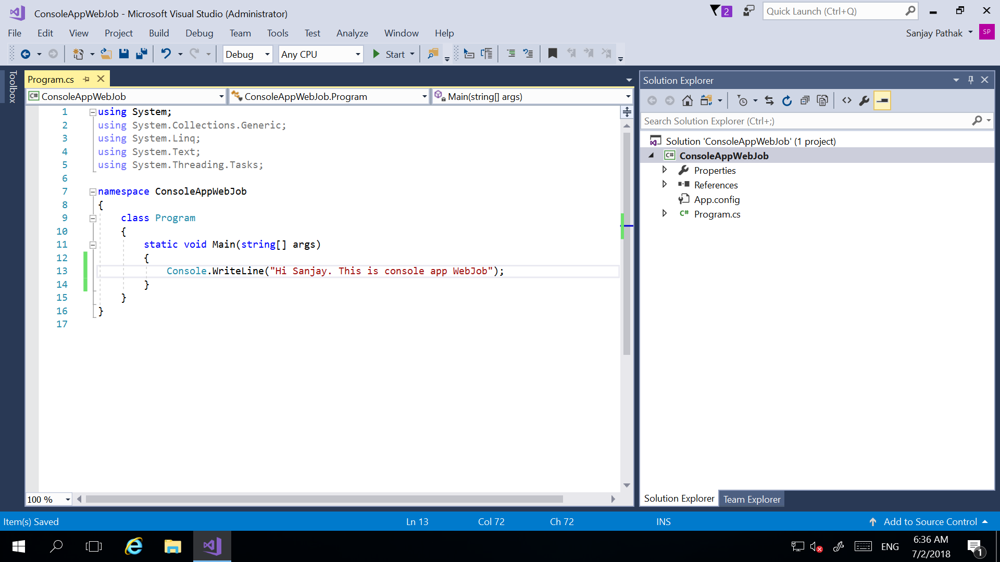 ConsoleAppWebJob - Microsoft Visual Studio (Administrator)
2
Quick Launch (Ctrl+Q)
File Edit View Project Build Debug Team Tools Test Analyze Window Help
Sanjay Pathak
SP
Debug
Any CPU
Start
Toolbox
Program.cs
C# ConsoleAppWebJob
ConsoleAppWebJob.Program
Main(string[] args)
1 using System;
2 using System.Collections.Generic;
3 using System.Linq;
4 using System.Text;
5 using System.Threading.Tasks;
6
7 namespace ConsoleAppWebJob
8 {
9 class Program
10 {
11 static void Main(string[] args)
12 {
13 Console.WriteLine("Hi Sanjay. This is console app WebJob");
14 }
15 }
16 }
17
100 %
Solution Explorer
Search Solution Explorer (Ctrl+;)
Solution 'ConsoleAppWebJob' (1 project)
C# ConsoleAppWebJob
Properties
References
App.config
C# Program.cs
Solution Explorer
Team Explorer
Item(s) Saved
Ln 13
Col 72
Ch 72
INS
Add to Source Control
ENG
6:36 AM
7/2/2018
1